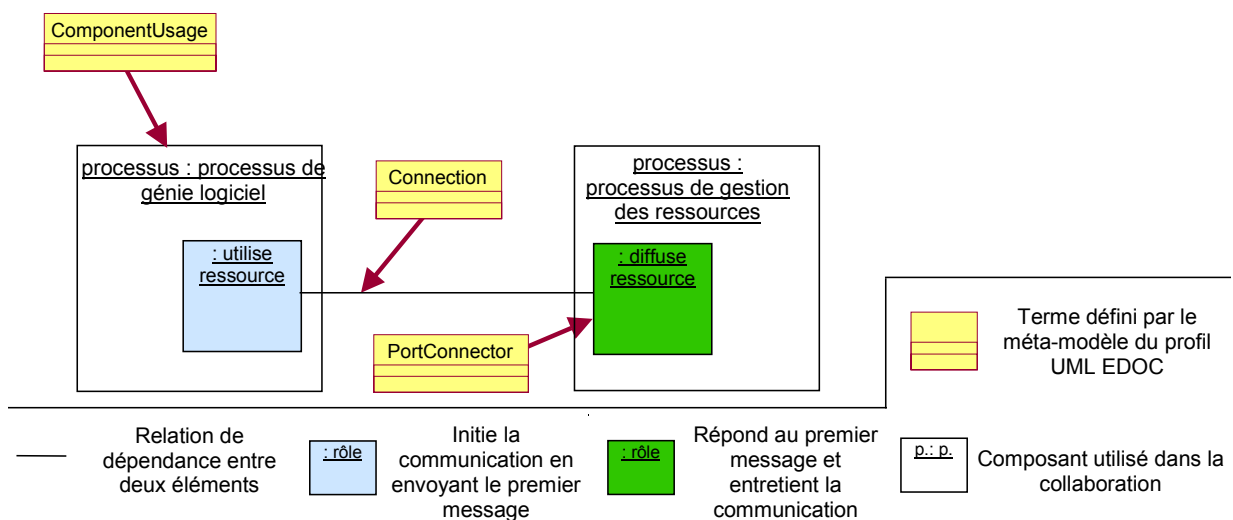 ComponentUsage
processus : processus de
génie logiciel
Connection
processus :
processus de gestion
des ressources
: utilise
ressource
: diffuse
ressource
PortConnector
Terme défini par le
méta-modèle du profil
UML EDOC
Relation de
dépendance entre
deux éléments
: rôle
Initie la
communication en
envoyant le premier
message
: rôle
Répond au premier
message et
entretient la
communication
p.: p.
Composant utilisé dans la
collaboration